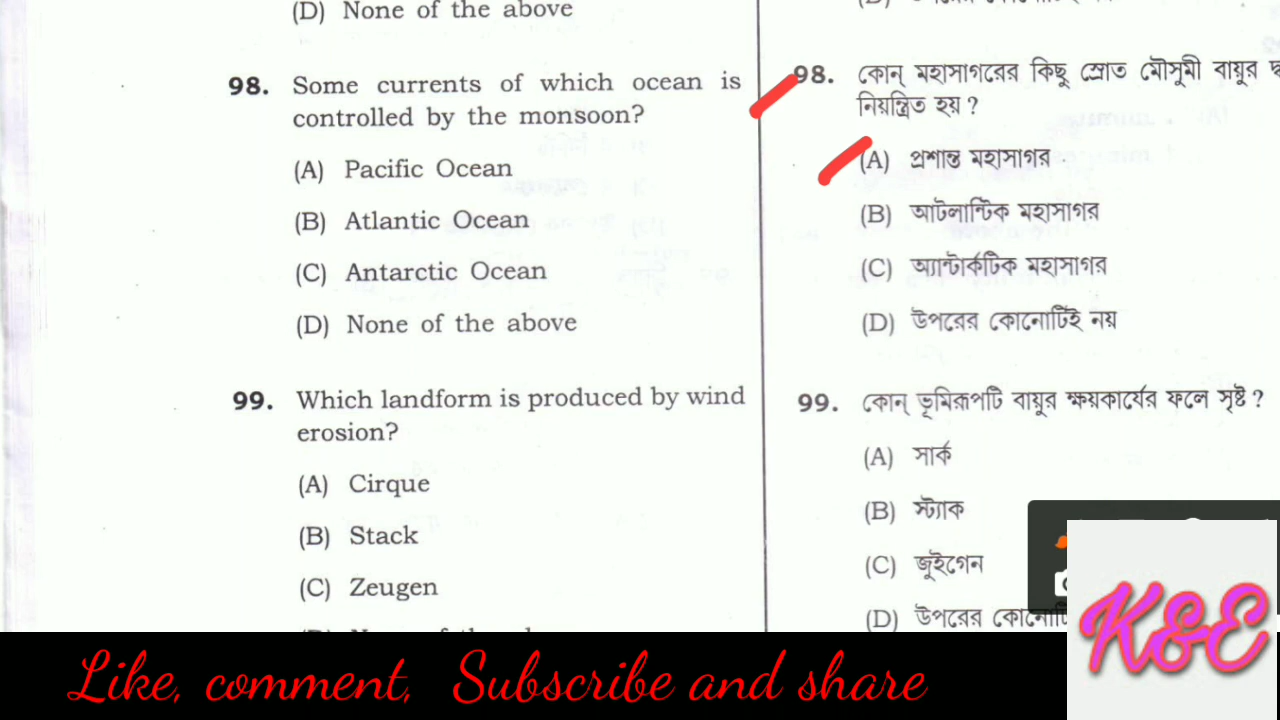 (D) None of the above
98. Some currents of which ocean is
controlled by the monsoon?
(A) Pacific Ocean
(B) Atlantic Ocean
(C) Antarctic Ocean
(D) None of the above
99. Which landform is produced by wind
erosion?
(A) Cirque
(B) Stack
(C) Zeugen
98. কোন্ মহাসাগরের কিছু স্রোত মৌসুমী বায়ুর
নিয়ন্ত্রিত হয় ?
(A) প্রশান্ত মহাসাগর
(B) আটলান্টিক মহাসাগর
(C) অ্যান্টার্কটিক মহাসাগর
(D) উপরের কোনোটিই নয়
99. কোন্ ভূমিরূপটি বায়ুর ক্ষয়কার্যের ফলে সৃষ্ট ?
(A) সার্ক
(B) স্ট্যাক
(C) জুইগেন
(D) উপরের
K&E
Like, comment, Subscribe and share